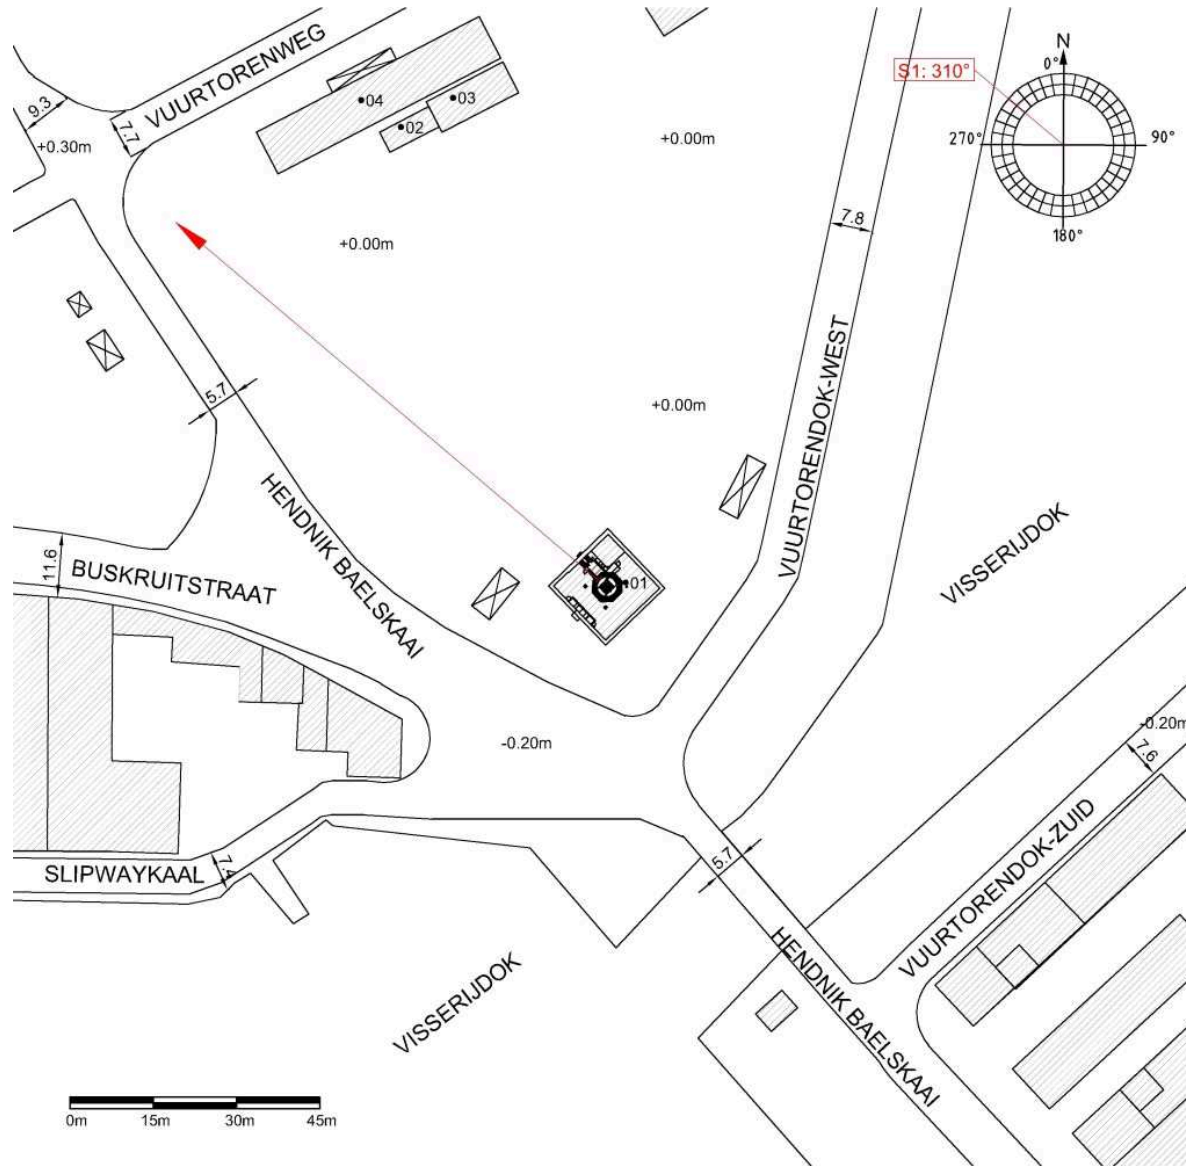 VUURTORENWEG
N
0°
S1: 310°
9.3
7.7
04
03
02
+0.30m
+0.00m
270°
90°
180°
7.8
+0.00m
5.7
+0.00m
VUURTORENDOK-WEST
HENDNIK BAELSKAAI
VISSERIJDOK
11.6
BUSKRUITSTRAAT
01
-0.20m
-0.20m
7.6
VUURTORENDOK-ZUID
SLIPWAYKAAL
7.4
5.7
HENDNIK BAELSKAAI
VISSERIJDOK
0m
15m
30m
45m